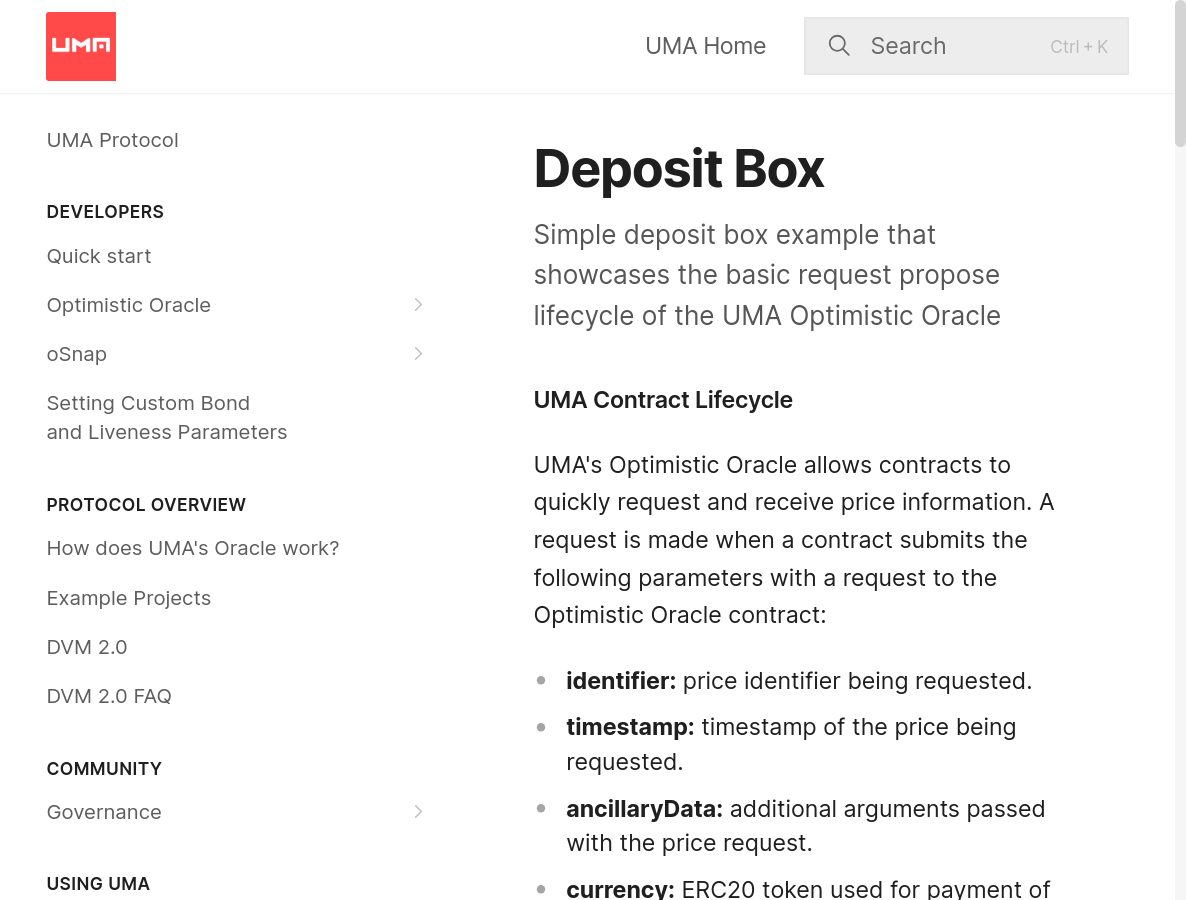 UMA
UMA Home
Search
Ctrl + K
UMA Protocol
DEVELOPERS
Quick start
Optimistic Oracle
oSnap
Setting Custom Bond
and Liveness Parameters
PROTOCOL OVERVIEW
How does UMA's Oracle work?
Example Projects
DVM 2.0
DVM 2.0 FAQ
COMMUNITY
Governance
USING UMA
Deposit Box
Simple deposit box example that
showcases the basic request propose
lifecycle of the UMA Optimistic Oracle
UMA Contract Lifecycle
UMA's Optimistic Oracle allows contracts to
quickly request and receive price information. A
request is made when a contract submits the
following parameters with a request to the
Optimistic Oracle contract:
identifier: price identifier being requested.
timestamp: timestamp of the price being
requested.
ancillaryData: additional arguments passed
with the price request.
currency: ERC20 token used for payment of